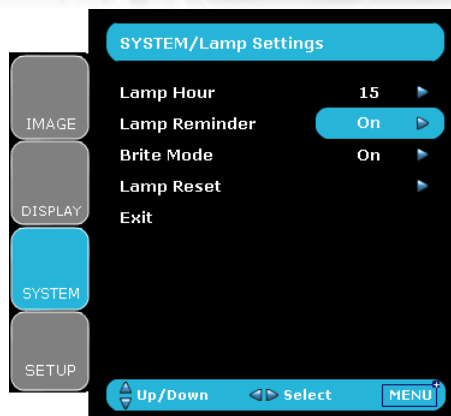 SYSTEM/Lamp Settings
Lamp Hour 15
IMAGE
Lamp Reminder On
Brite Mode On
Lamp Reset
DISPLAY
Exit
SYSTEM
SETUP
Up/Down Select MENU